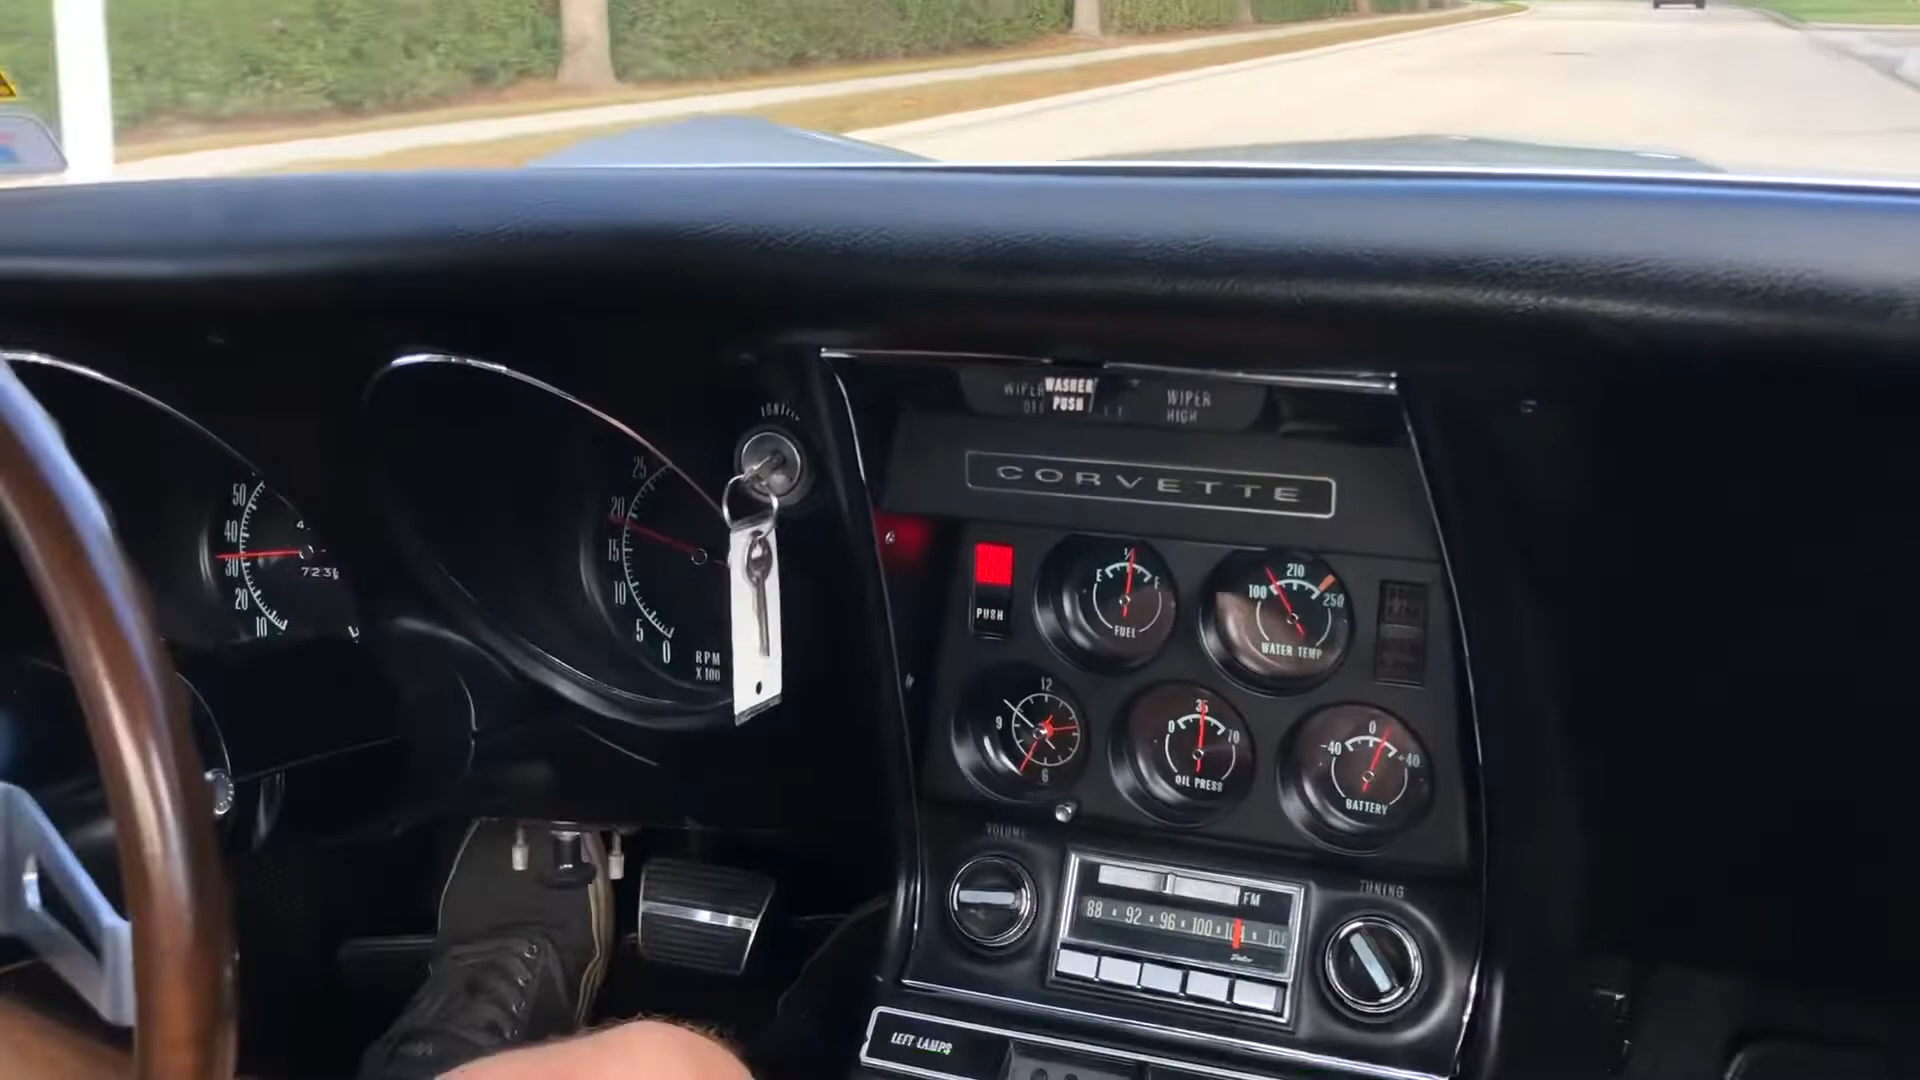 WIPER
OFF
WASHER
PUSH
WIPER
HIGH
CORVETTE
50
40
30
20
10
25
20
15
10
5
0
RPM
X 100
PUSH
E
F
FUEL
100
210
250
WATER TEMP
12
9
6
0
35
70
OIL PRESS
-40
0
+40
BATTERY
VOLUME
FM
88 · 92 · 96 · 100 · 104 ·
TUNING
LEFT LAMPS